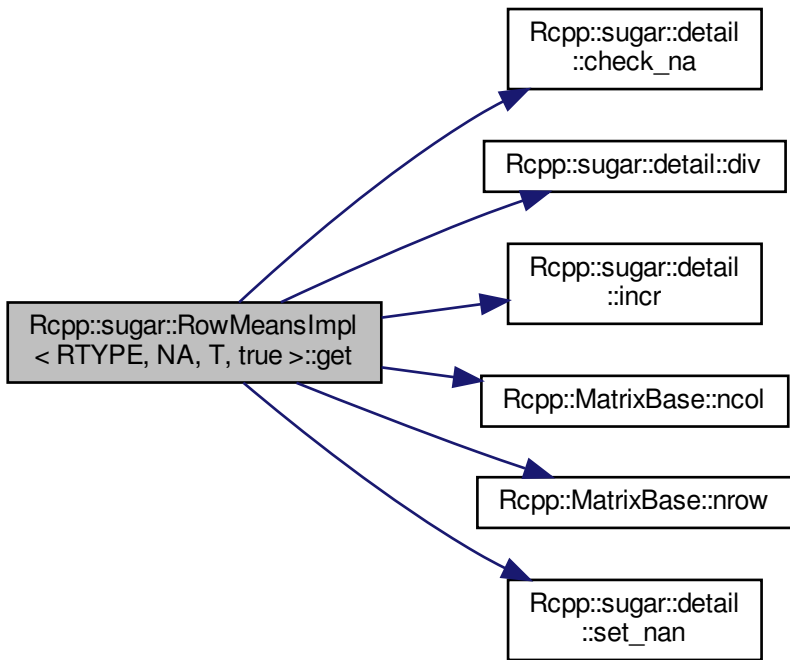 Rcpp::sugar::detail
::check_na
Rcpp::sugar::detail::div
Rcpp::sugar::detail
::incr
Rcpp::sugar::RowMeansImpl
< RTYPE, NA, T, true >::get
Rcpp::MatrixBase::ncol
Rcpp::MatrixBase::nrow
Rcpp::sugar::detail
::set_nan